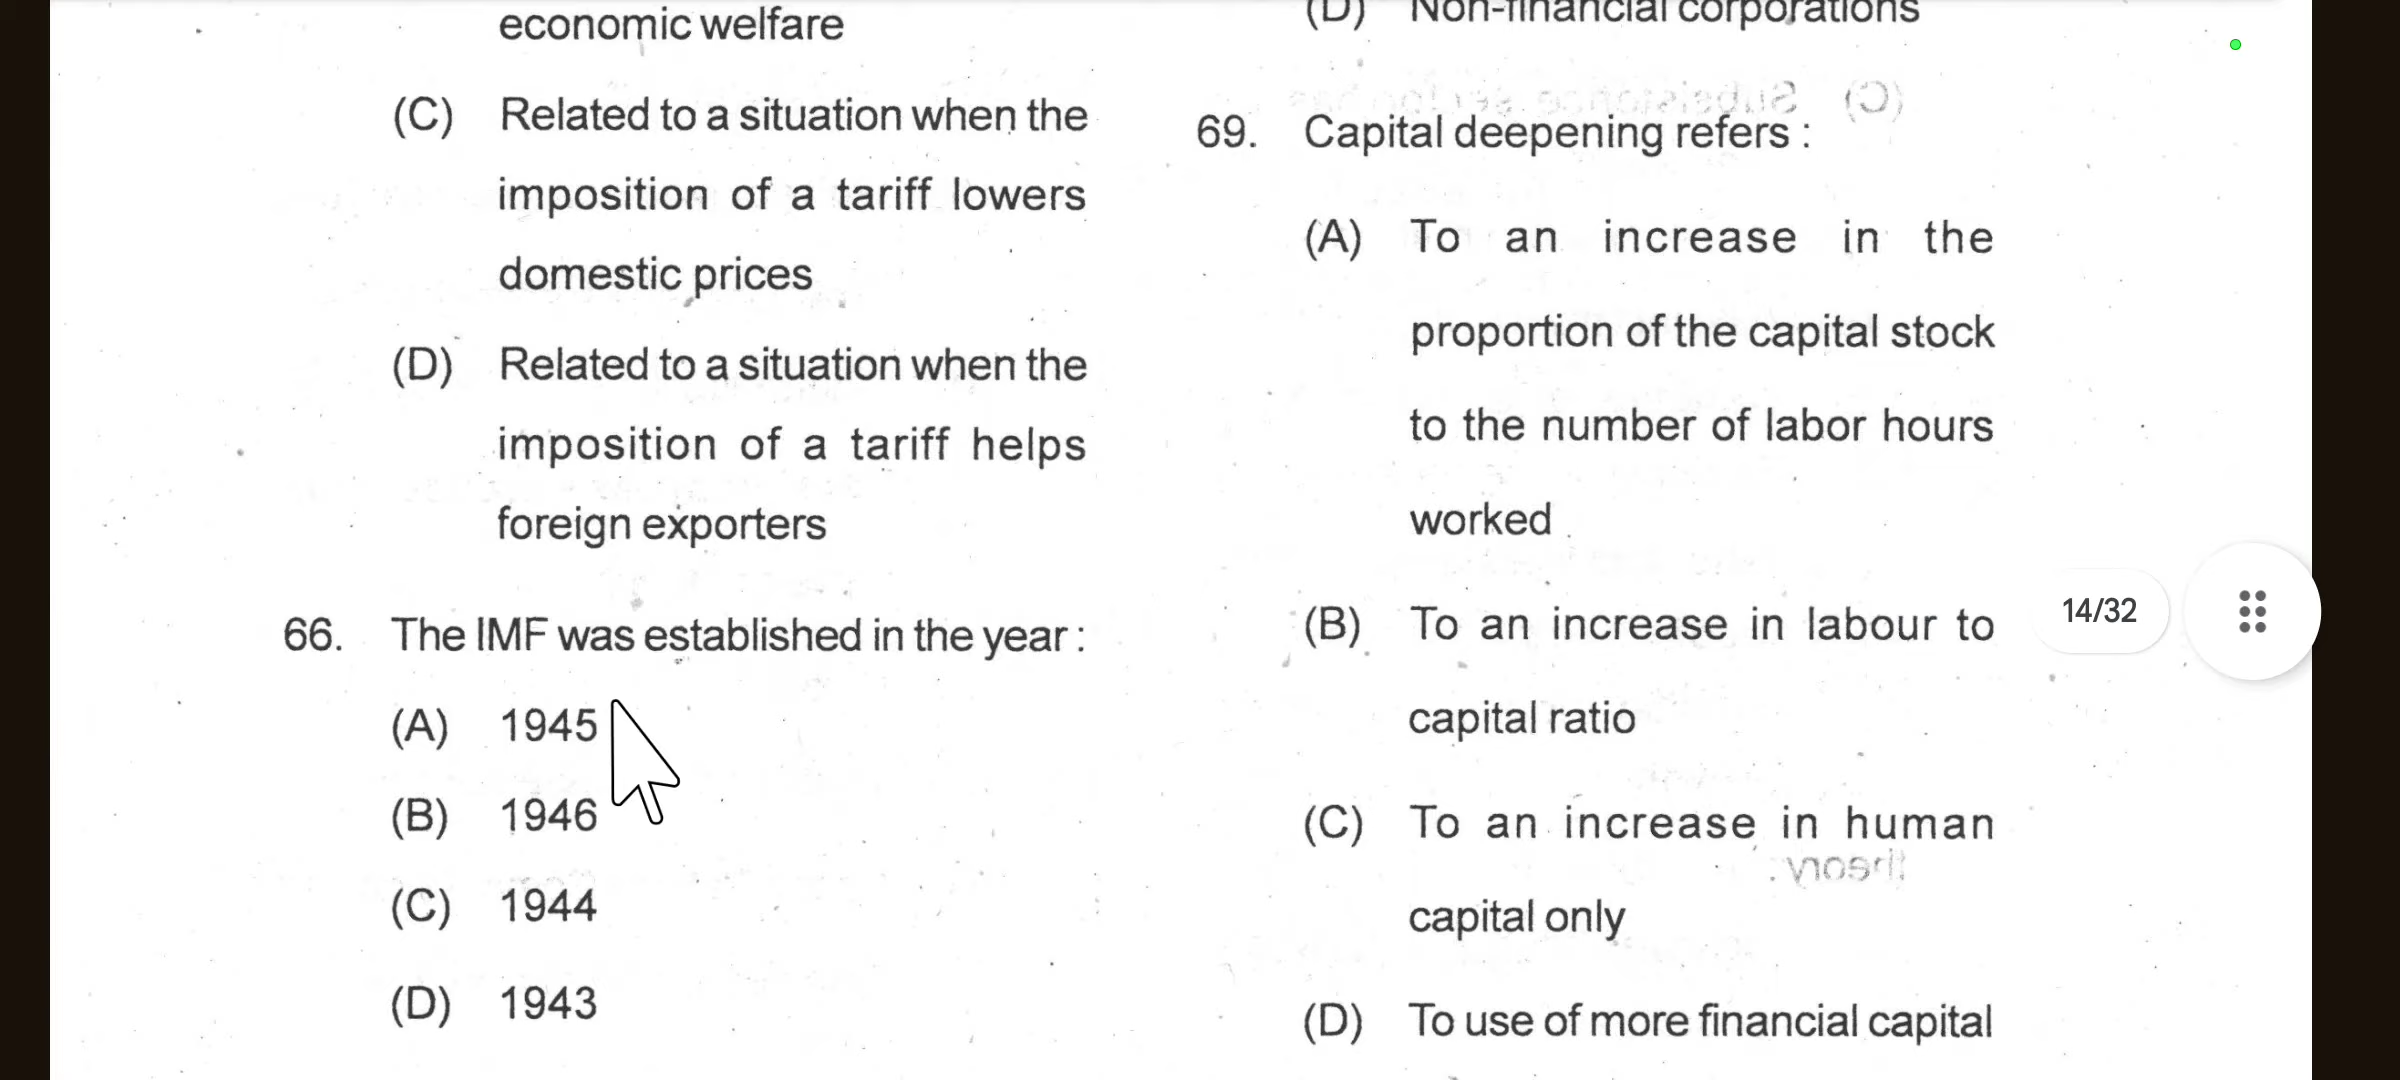 economic welfare
(C) Related to a situation when the
imposition of a tariff lowers
domestic prices
(D) Related to a situation when the
imposition of a tariff helps
foreign exporters
66. The IMF was established in the year :
(A) 1945
(B) 1946
(C) 1944
(D) 1943
(D) Non-financial corporations
69. Capital deepening refers :
(A) To an increase in the
proportion of the capital stock
to the number of labor hours
worked
(B) To an increase in labour to
capital ratio
(C) To an increase in human
capital only
(D) To use of more financial capital
14/32